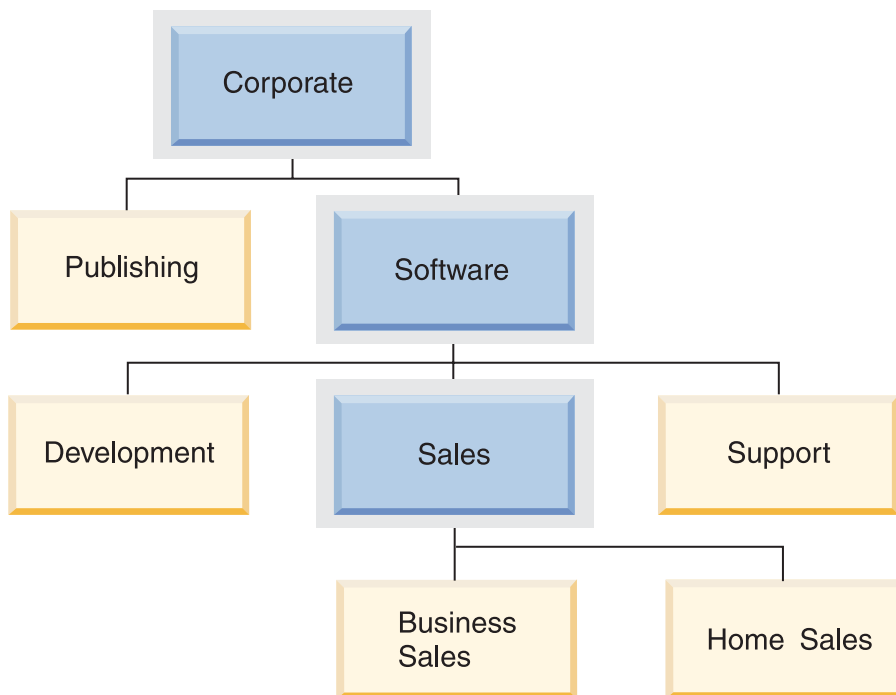 Corporate
Publishing
Software
Development
Sales
Support
Business
Sales
Home Sales